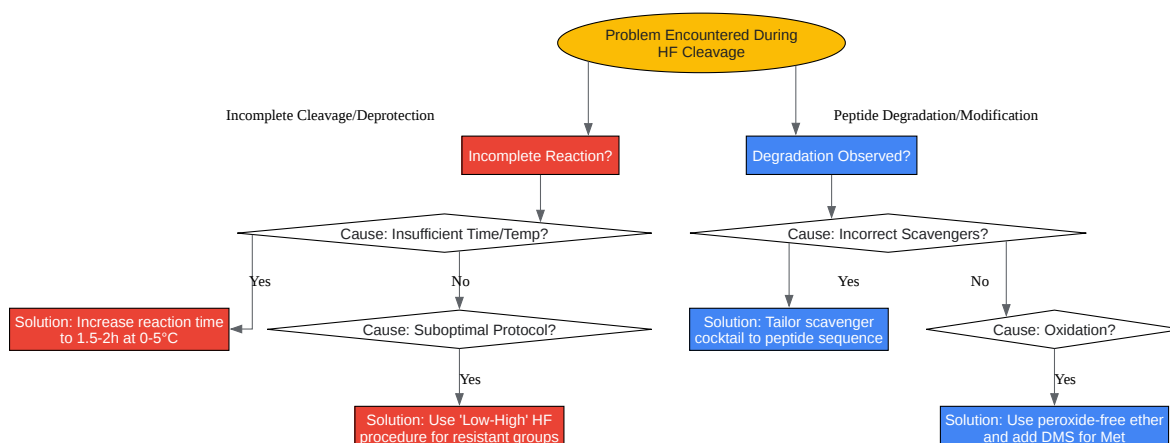 Problem Encountered During
HF Cleavage
Incomplete Cleavage/Deprotection
Peptide Degradation/Modification
Incomplete Reaction?
Degradation Observed?
Cause: Insufficient Time/Temp?
Cause: Incorrect Scavengers?
Yes
No
Yes
No
Solution: Increase reaction time
to 1.5-2h at 0-5°C
Cause: Suboptimal Protocol?
Solution: Tailor scavenger
cocktail to peptide sequence
Cause: Oxidation?
Yes
Yes
Solution: Use 'Low-High' HF
procedure for resistant groups
Solution: Use peroxide-free ether
and add DMS for Met